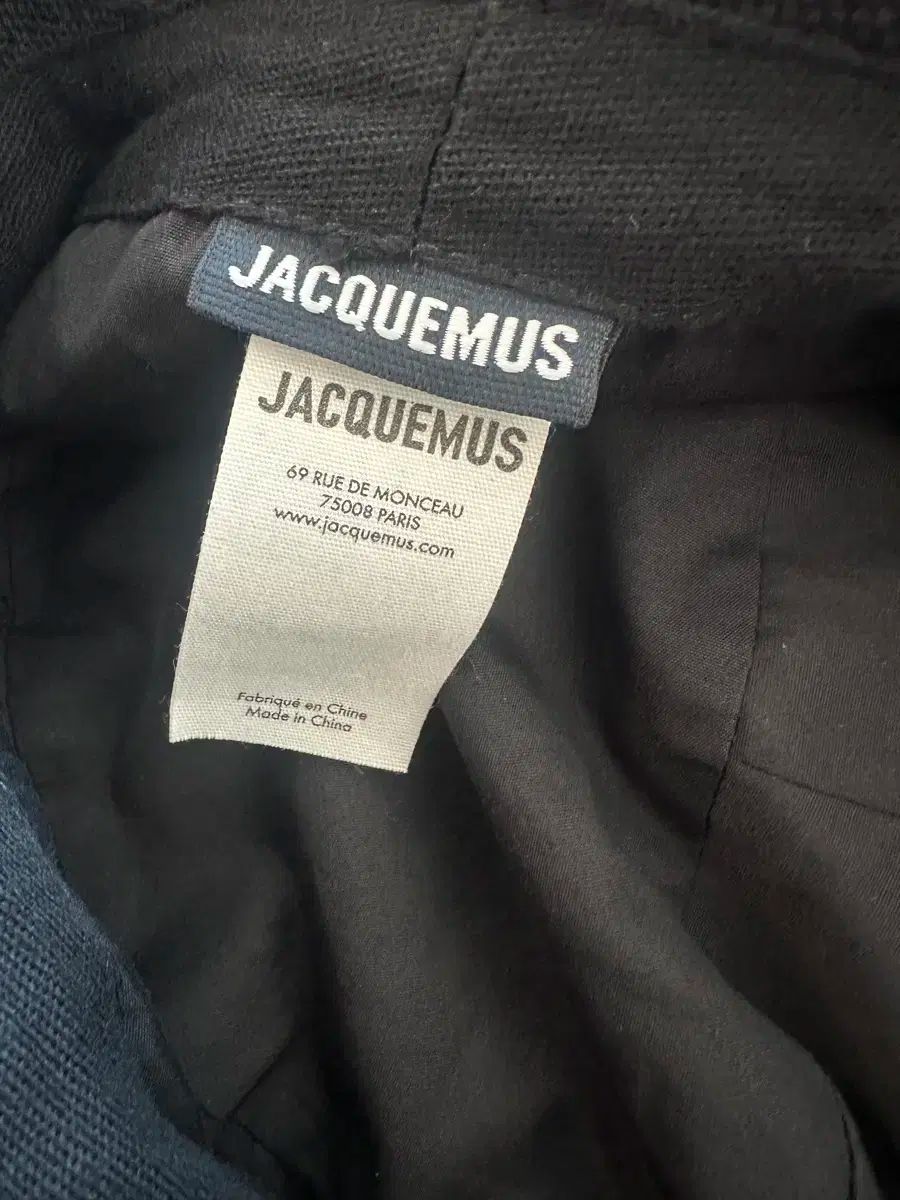 JACQUEMUS
JACQUEMUS
69 RUE DE MONCEAU
75008 PARIS
www.jacquemus.com
Fabriqué en Chine
Made in China